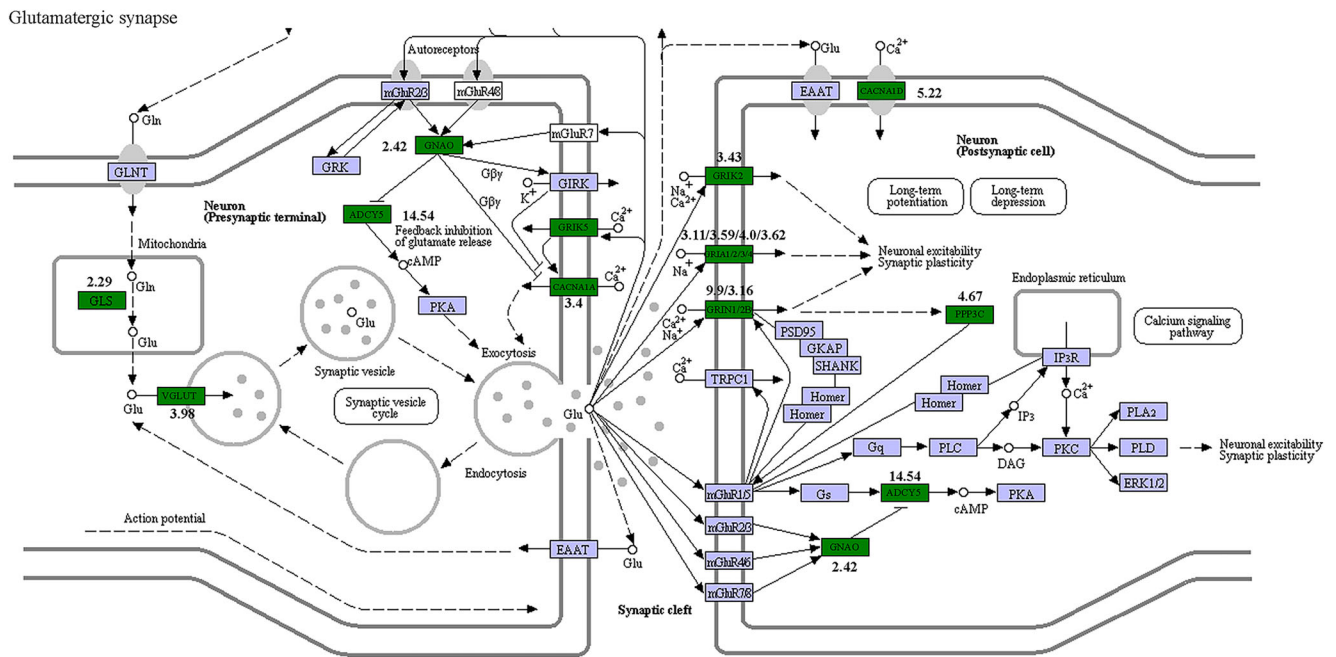 Glutamatergic synapse
Autoreceptors
Gln
GLNT
mGluR2/3
mGluR4/8
mGluR7
GNAO
2.42
GRK
Gβγ
Gβγ
GIRK
K+
Neuron
(Presynaptic terminal)
ADCY5
14.54
Feedback inhibition
of glutamate release
GRIK5
Ca2+
cAMP
PKA
CACNA1A
Ca2+
3.4
Mitochondria
Gln
2.29
GLS
Glu
Glu
VGLUT
3.98
Glu
Synaptic vesicle
Synaptic vesicle
cycle
Exocytosis
Endocytosis
Glu
Action potential
EAAT
Glu
Synaptic cleft
Glu
Ca2+
EAAT
CACNA1D
5.22
Neuron
(Postsynaptic cell)
3.43
GRIK2
Na+
Ca2+
Long-term
potentiation
Long-term
depression
3.11/3.59/4.0/3.62
GRIA1/2/3/4
Na+
Neuronal excitability
Synaptic plasticity
9.9/3.16
GRIN1/2B
Ca2+
Na+
4.67
PPP3C
Endoplasmic reticulum
Calcium signaling
pathway
PSD95
GKAP
SHANK
Homer
Homer
TRPC1
Ca2+
IP3R
Homer
Homer
IP3
Ca2+
Gq
PLC
DAG
PKC
PLA2
PLD
ERK1/2
Neuronal excitability
Synaptic plasticity
mGluR1/5
Gs
14.54
ADCY5
cAMP
PKA
mGluR2/3
mGluR4/6
mGluR7/8
GNAO
2.42